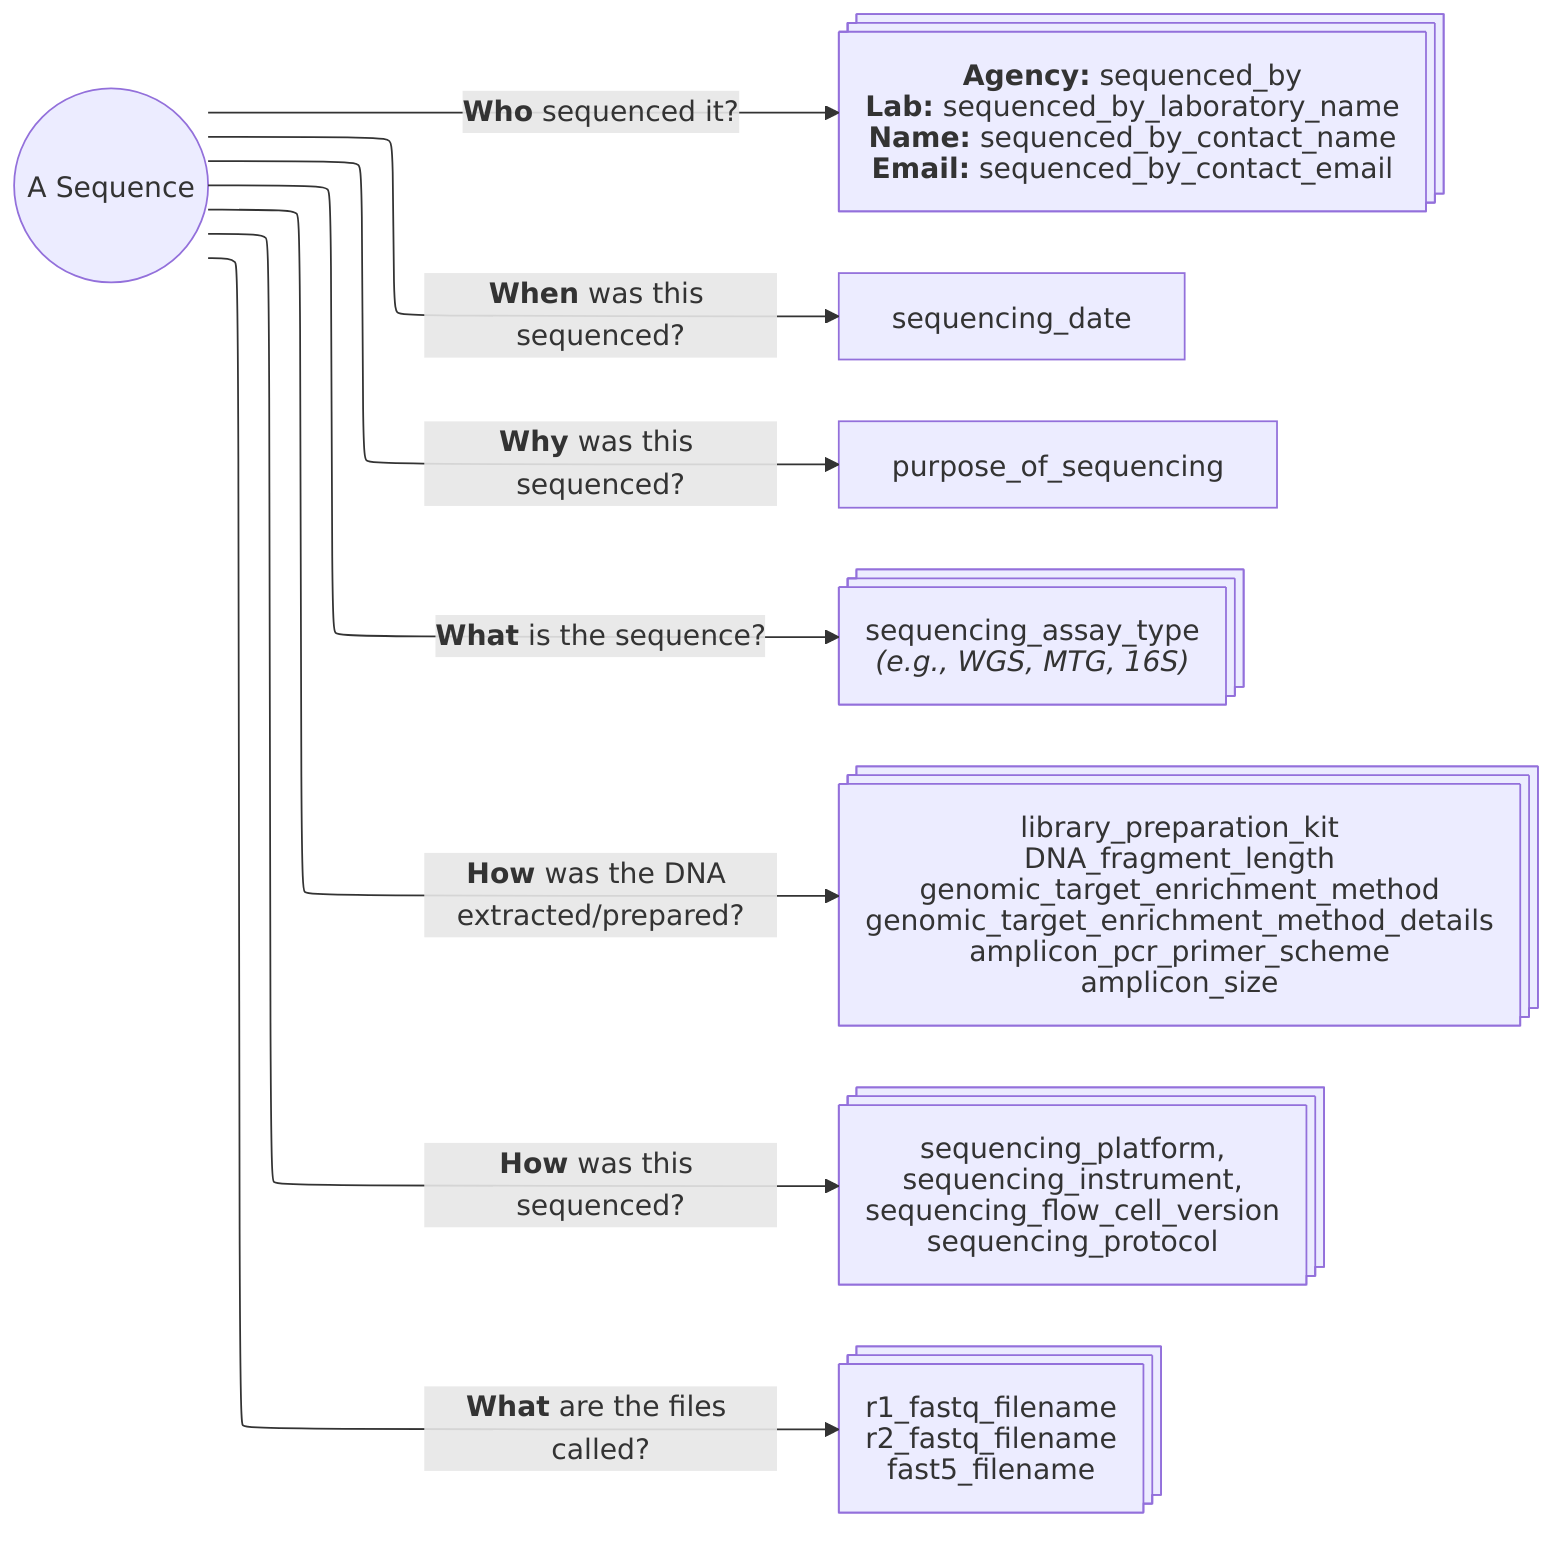 A Sequence
Who sequenced it?
Agency: sequenced_by
Lab: sequenced_by_laboratory_name
Name: sequenced_by_contact_name
Email: sequenced_by_contact_email
When was this
sequenced?
sequencing_date
Why was this
sequenced?
purpose_of_sequencing
What is the sequence?
sequencing_assay_type
(e.g., WGS, MTG, 16S)
How was the DNA
extracted/prepared?
library_preparation_kit
DNA_fragment_length
genomic_target_enrichment_method
genomic_target_enrichment_method_details
amplicon_pcr_primer_scheme
amplicon_size
How was this
sequenced?
sequencing_platform,
sequencing_instrument,
sequencing_flow_cell_version
sequencing_protocol
What are the files
called?
r1_fastq_filename
r2_fastq_filename
fast5_filename